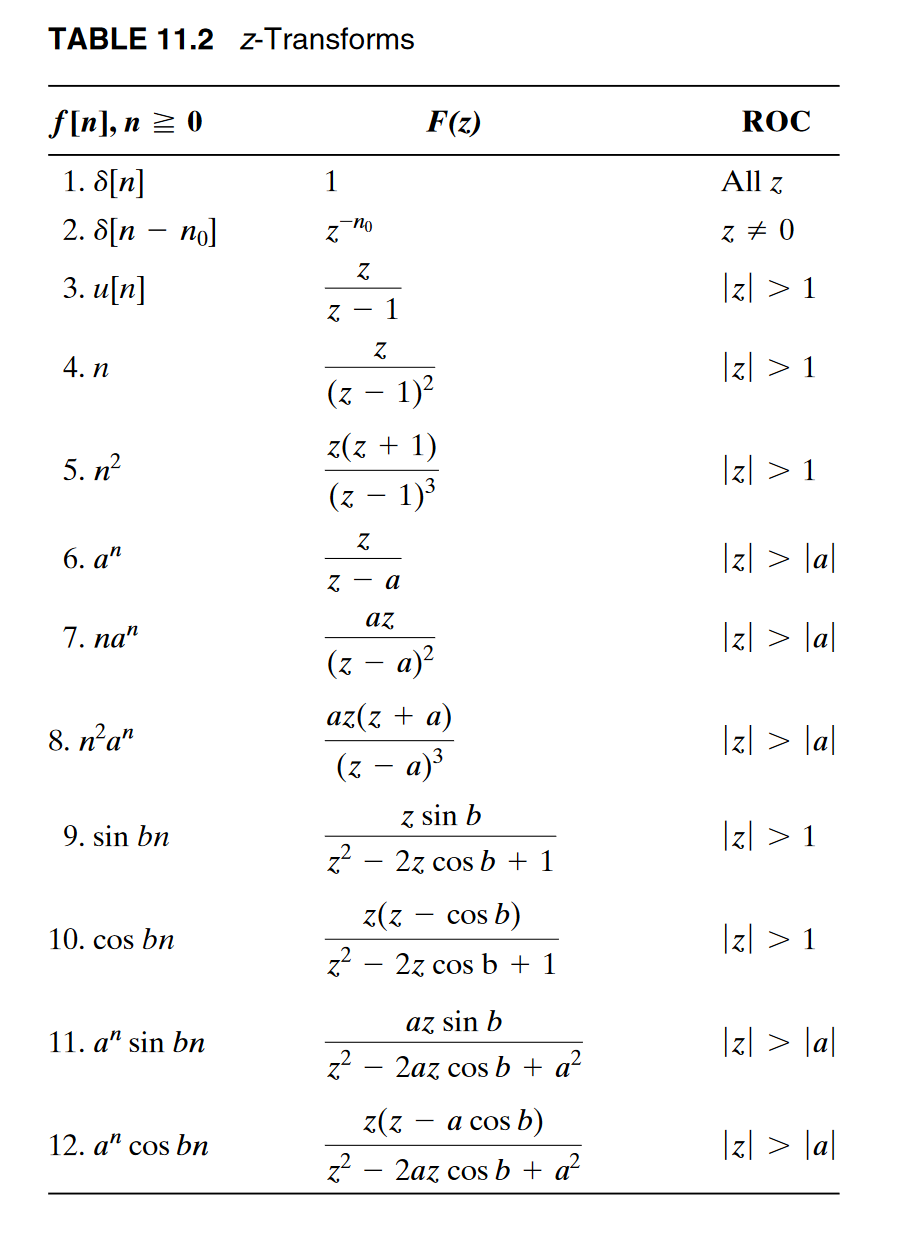 TABLE 11.2 z-Transforms
f[n], n ≧ 0 F(z) ROC
1. δ[n] 1 All z
2. δ[n − n₀] z^(−n₀) z ≠ 0
3. u[n] z/(z − 1) |z| > 1
4. n z/(z − 1)² |z| > 1
5. n² z(z + 1)/(z − 1)³ |z| > 1
6. aⁿ z/(z − a) |z| > |a|
7. naⁿ az/(z − a)² |z| > |a|
8. n²aⁿ az(z + a)/(z − a)³ |z| > |a|
9. sin bn z sin b/(z² − 2z cos b + 1) |z| > 1
10. cos bn z(z − cos b)/(z² − 2z cos b + 1) |z| > 1
11. aⁿ sin bn az sin b/(z² − 2az cos b + a²) |z| > |a|
12. aⁿ cos bn z(z − a cos b)/(z² − 2az cos b + a²) |z| > |a|